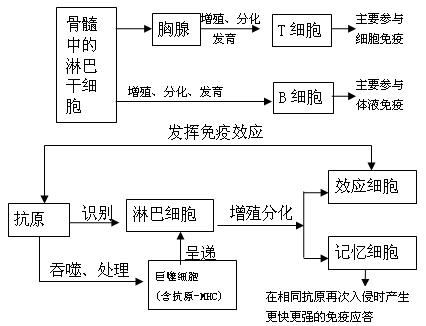 骨髓
中的
淋巴
干细
胞
胸腺
增殖、分化
发育
T 细胞
主要参与
细胞免疫
增殖、分化、发育
B 细胞
主要参与
体液免疫
发挥免疫效应
抗原
识别
淋巴细胞
增殖分化
效应细胞
记忆细胞
呈递
吞噬、处理
巨噬细胞
(含抗原-MHC)
在相同抗原再次入侵时产生
更快更强的免疫应答